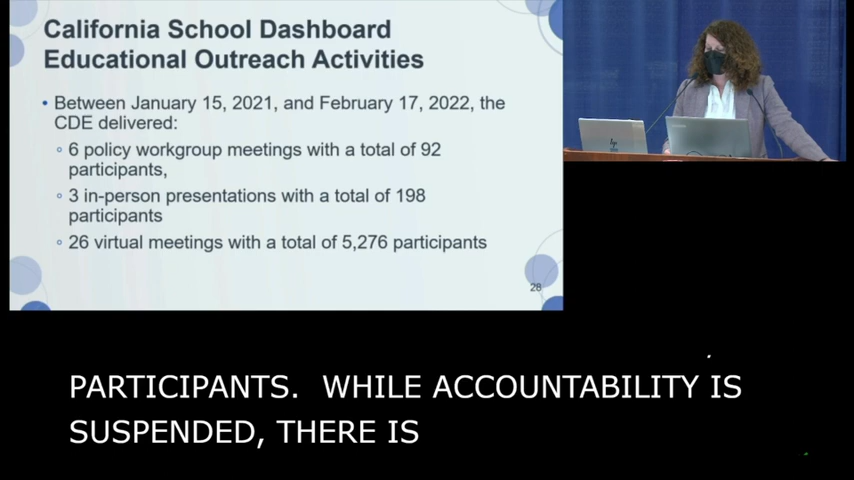 California School Dashboard
Educational Outreach Activities
• Between January 15, 2021, and February 17, 2022, the
CDE delivered:
◦ 6 policy workgroup meetings with a total of 92
participants,
◦ 3 in-person presentations with a total of 198
participants
◦ 26 virtual meetings with a total of 5,276 participants
28
PARTICIPANTS.  WHILE ACCOUNTABILITY IS
SUSPENDED, THERE IS